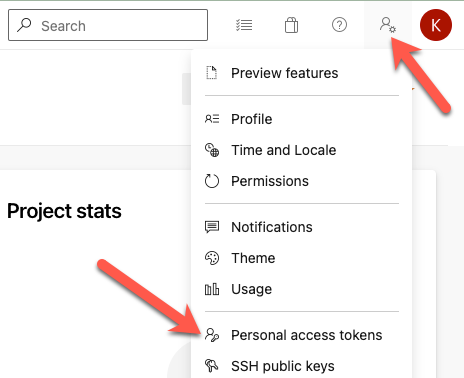 Search
K
Preview features
Profile
Time and Locale
Permissions
Project stats
Notifications
Theme
Usage
Personal access tokens
SSH public keys